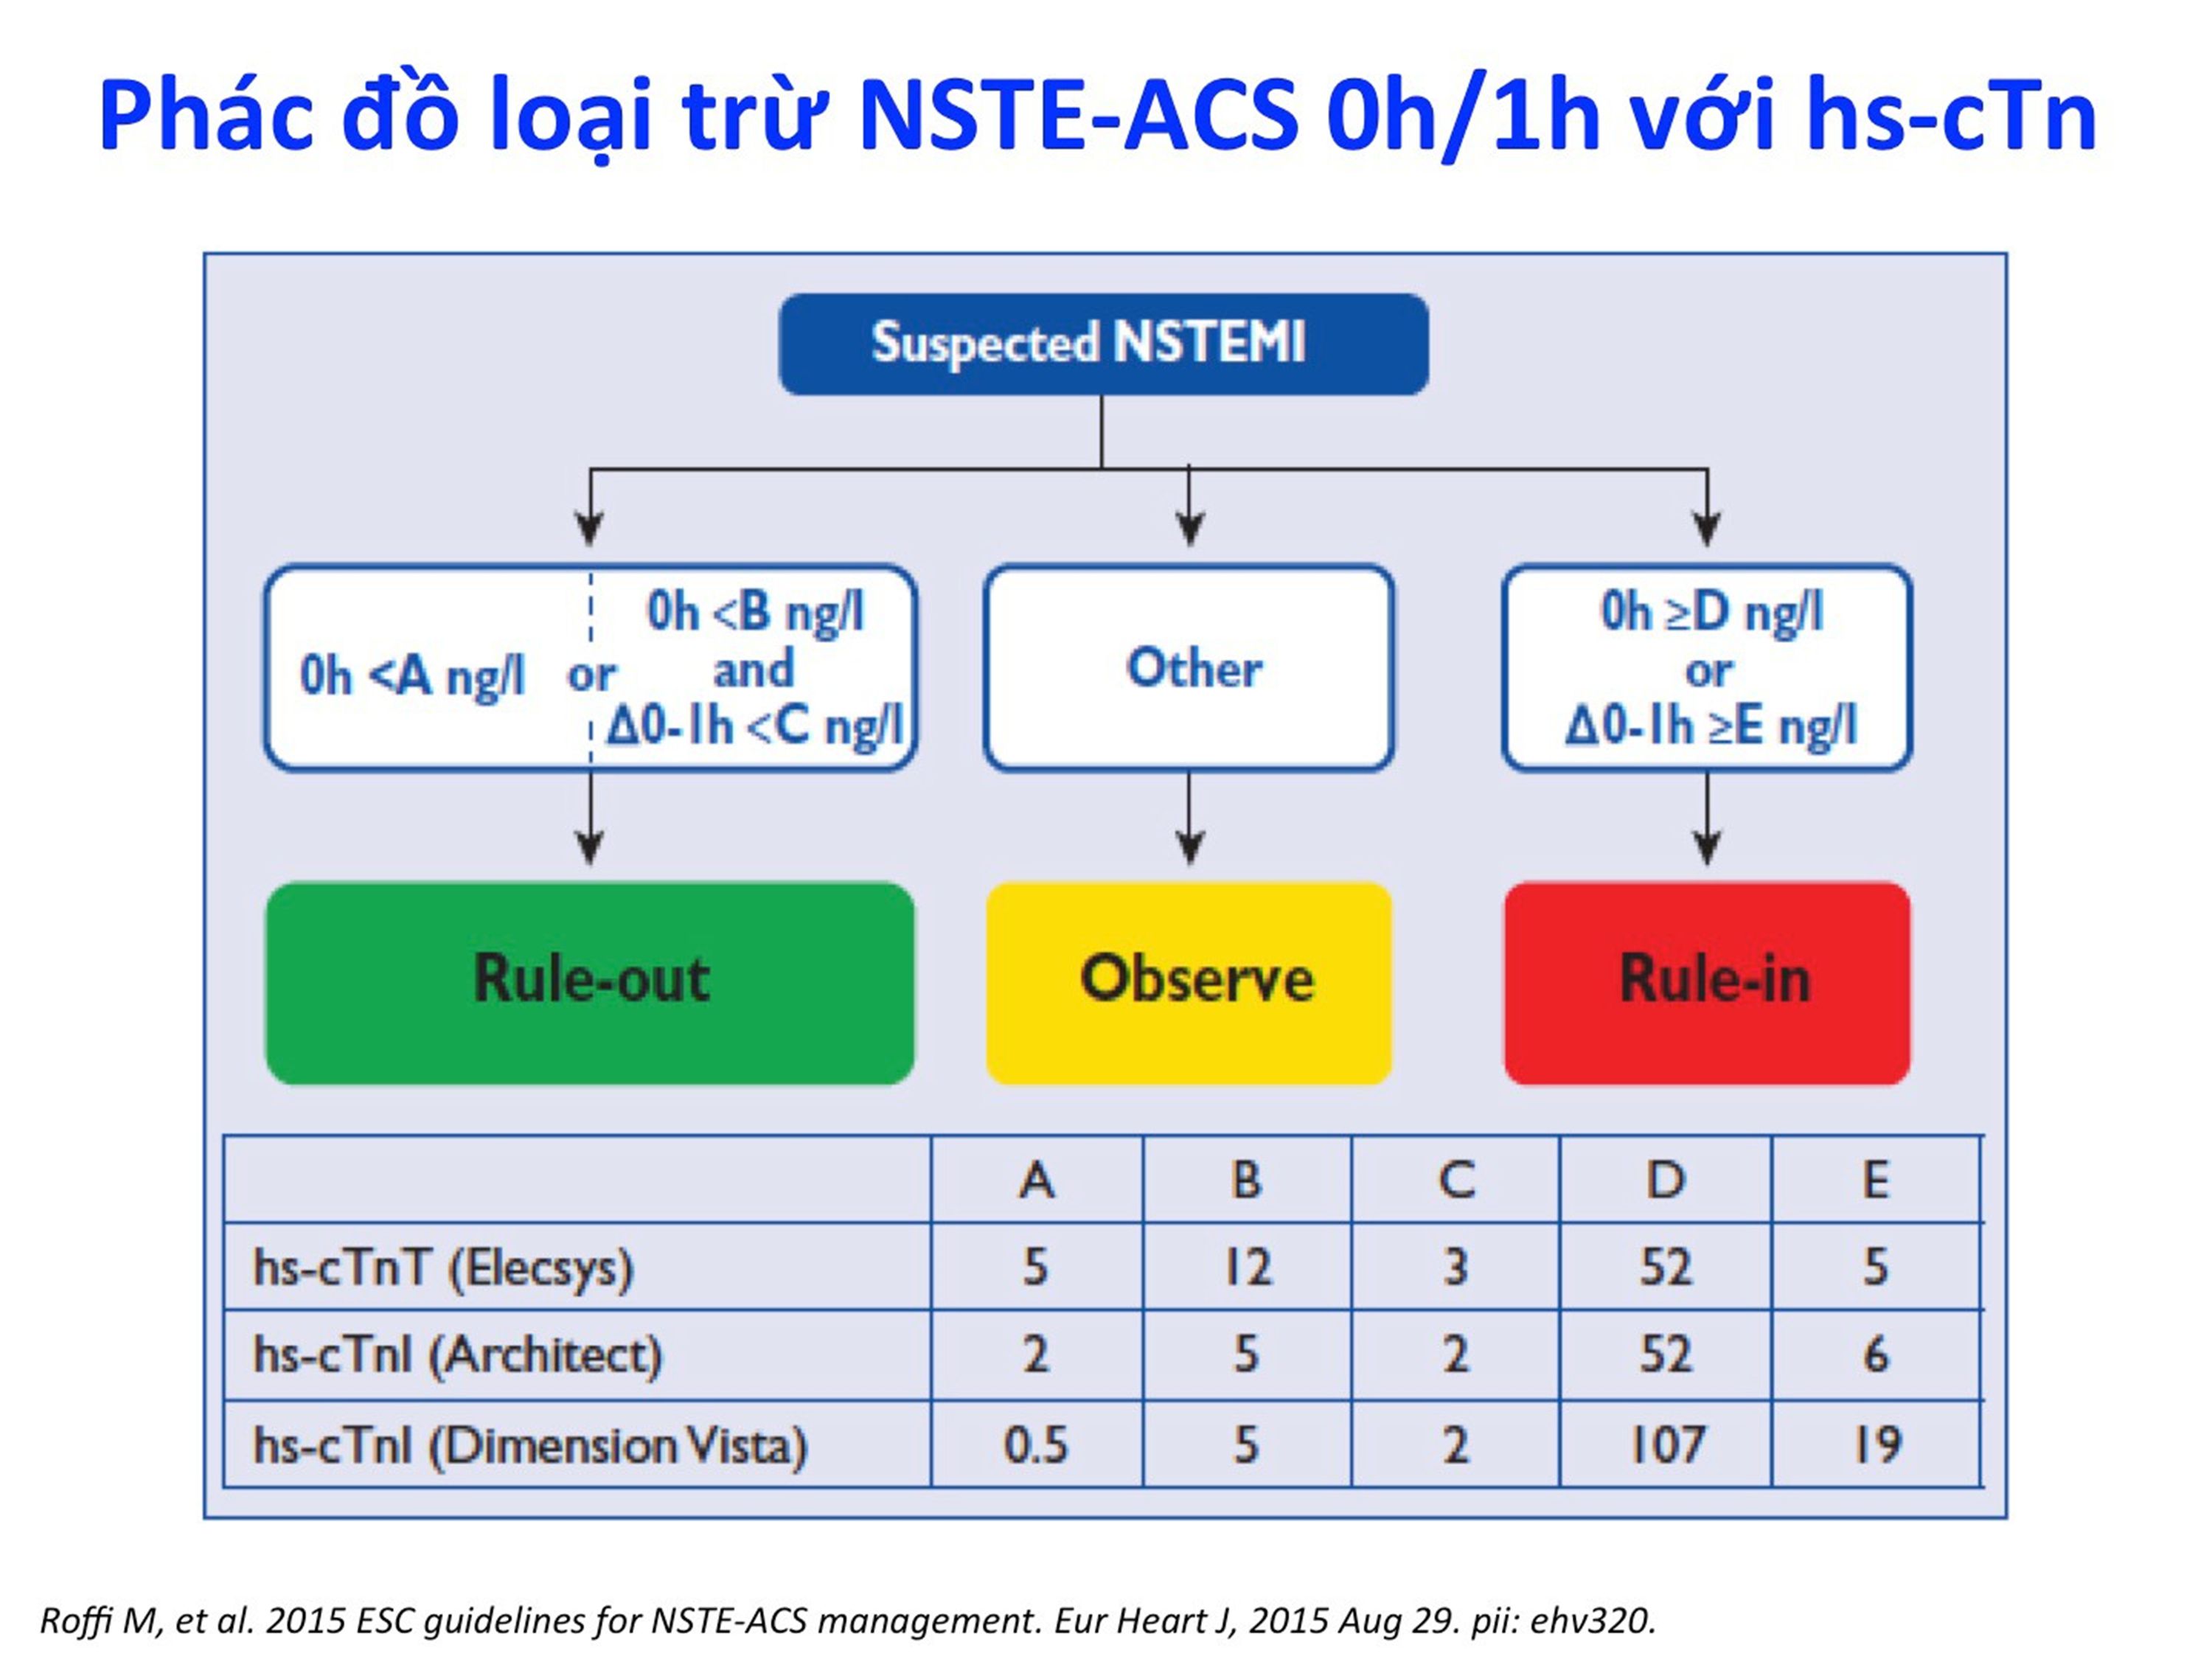 Phác đồ loại trừ NSTE-ACS 0h/1h với hs-cTn
Suspected NSTEMI
0h <A ng/l or
0h <B ng/l
and
Δ0-1h <C ng/l
Other
0h ≥D ng/l
or
Δ0-1h ≥E ng/l
Rule-out
Observe
Rule-in
A B C D E
hs-cTnT (Elecsys) 5 12 3 52 5
hs-cTnI (Architect) 2 5 2 52 6
hs-cTnI (Dimension Vista) 0.5 5 2 107 19
Roffi M, et al. 2015 ESC guidelines for NSTE-ACS management. Eur Heart J, 2015 Aug 29. pii: ehv320.